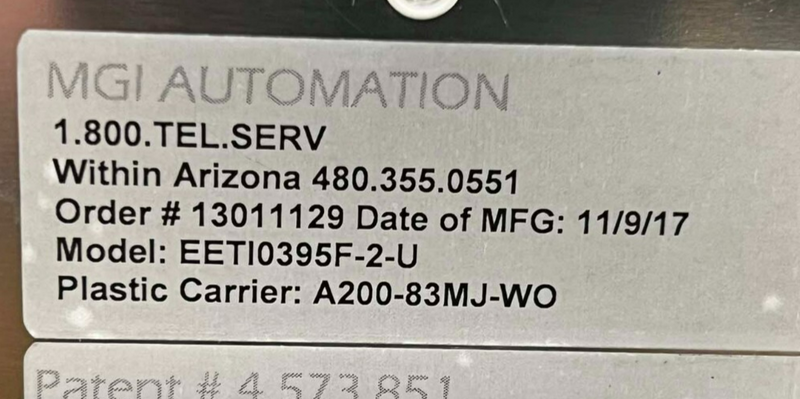 MGI AUTOMATION
1.800.TEL.SERV
Within Arizona 480.355.0551
Order # 13011129 Date of MFG: 11/9/17
Model: EETI0395F-2-U
Plastic Carrier: A200-83MJ-WO
Patent # 4,573,851